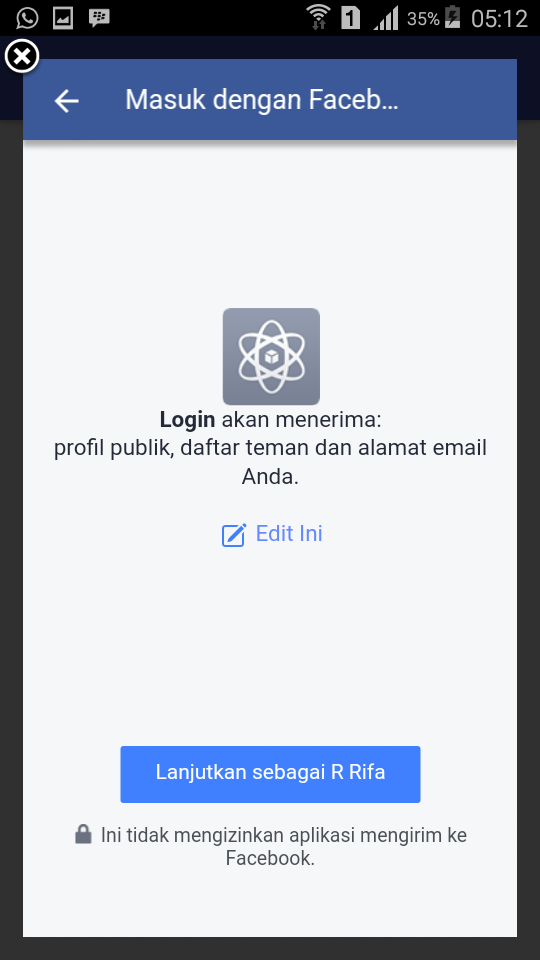 1 35% 05:12
Masuk dengan Faceb...
Login akan menerima:
profil publik, daftar teman dan alamat email
Anda.
Edit Ini
Lanjutkan sebagai R Rifa
Ini tidak mengizinkan aplikasi mengirim ke
Facebook.